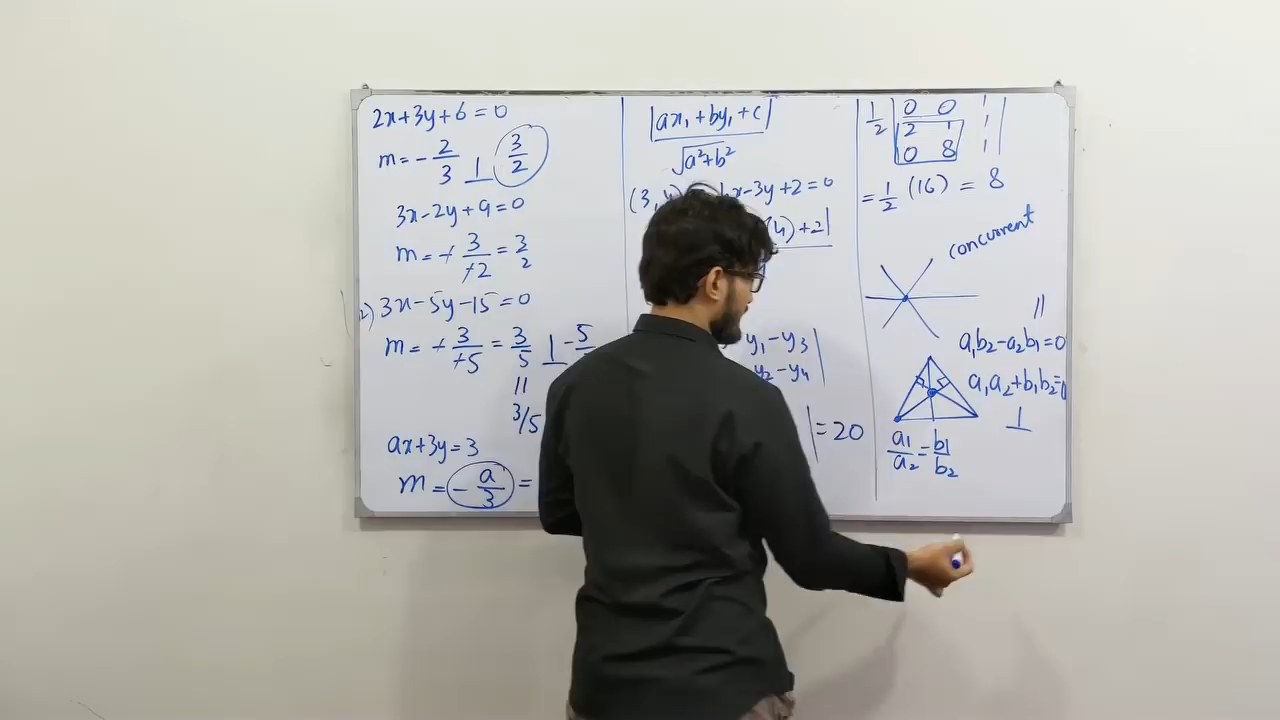 2x+3y+6=0
m=-2/3 ⊥ 3/2
3x-2y+9=0
m=+3/+2=3/2
2) 3x-5y-15=0
m=+3/+5=3/5 ⊥ -5
||
3/5
ax+3y=3
m=-a/3=
|ax₁+by₁+c|
√a²+b²
(3, x-3y+2=0
(4)+2|
y₁-y₃|
y₂-y₄|
|=20
1/2 | 0 0 1 |
| 2 1 1 |
| 0 8 1 |
=1/2 (16) = 8
concurrent
||
a₁b₂-a₂b₁=0
a₁a₂+b₁b₂=0
⊥
a₁/a₂=b₁/b₂